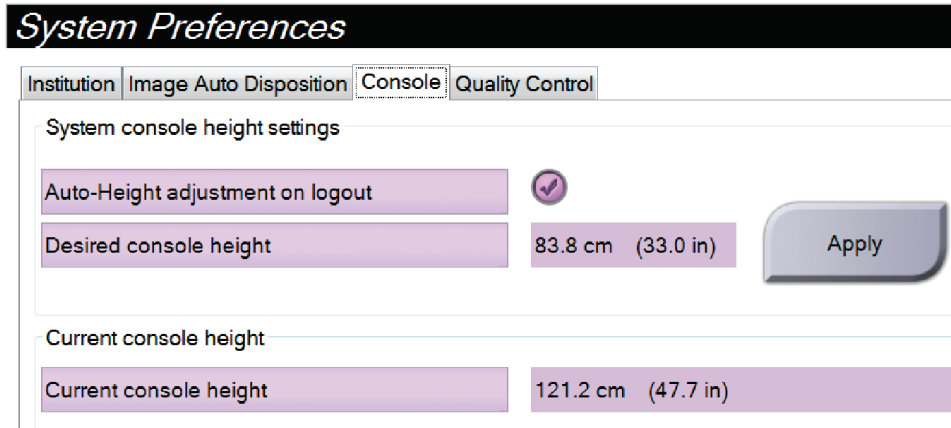 System Preferences
Institution Image Auto Disposition Console Quality Control
System console height settings
Auto-Height adjustment on logout
Desired console height 83.8 cm (33.0 in) Apply
Current console height
Current console height 121.2 cm (47.7 in)